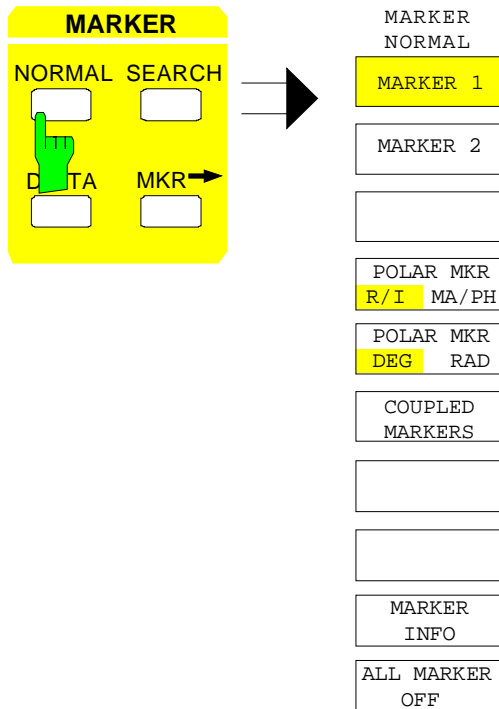 MARKER
NORMAL SEARCH
MKR
MARKER
NORMAL
MARKER 1
MARKER 2
POLAR MKR
R/I MA/PH
POLAR MKR
DEG RAD
COUPLED
MARKERS
MARKER
INFO
ALL MARKER
OFF